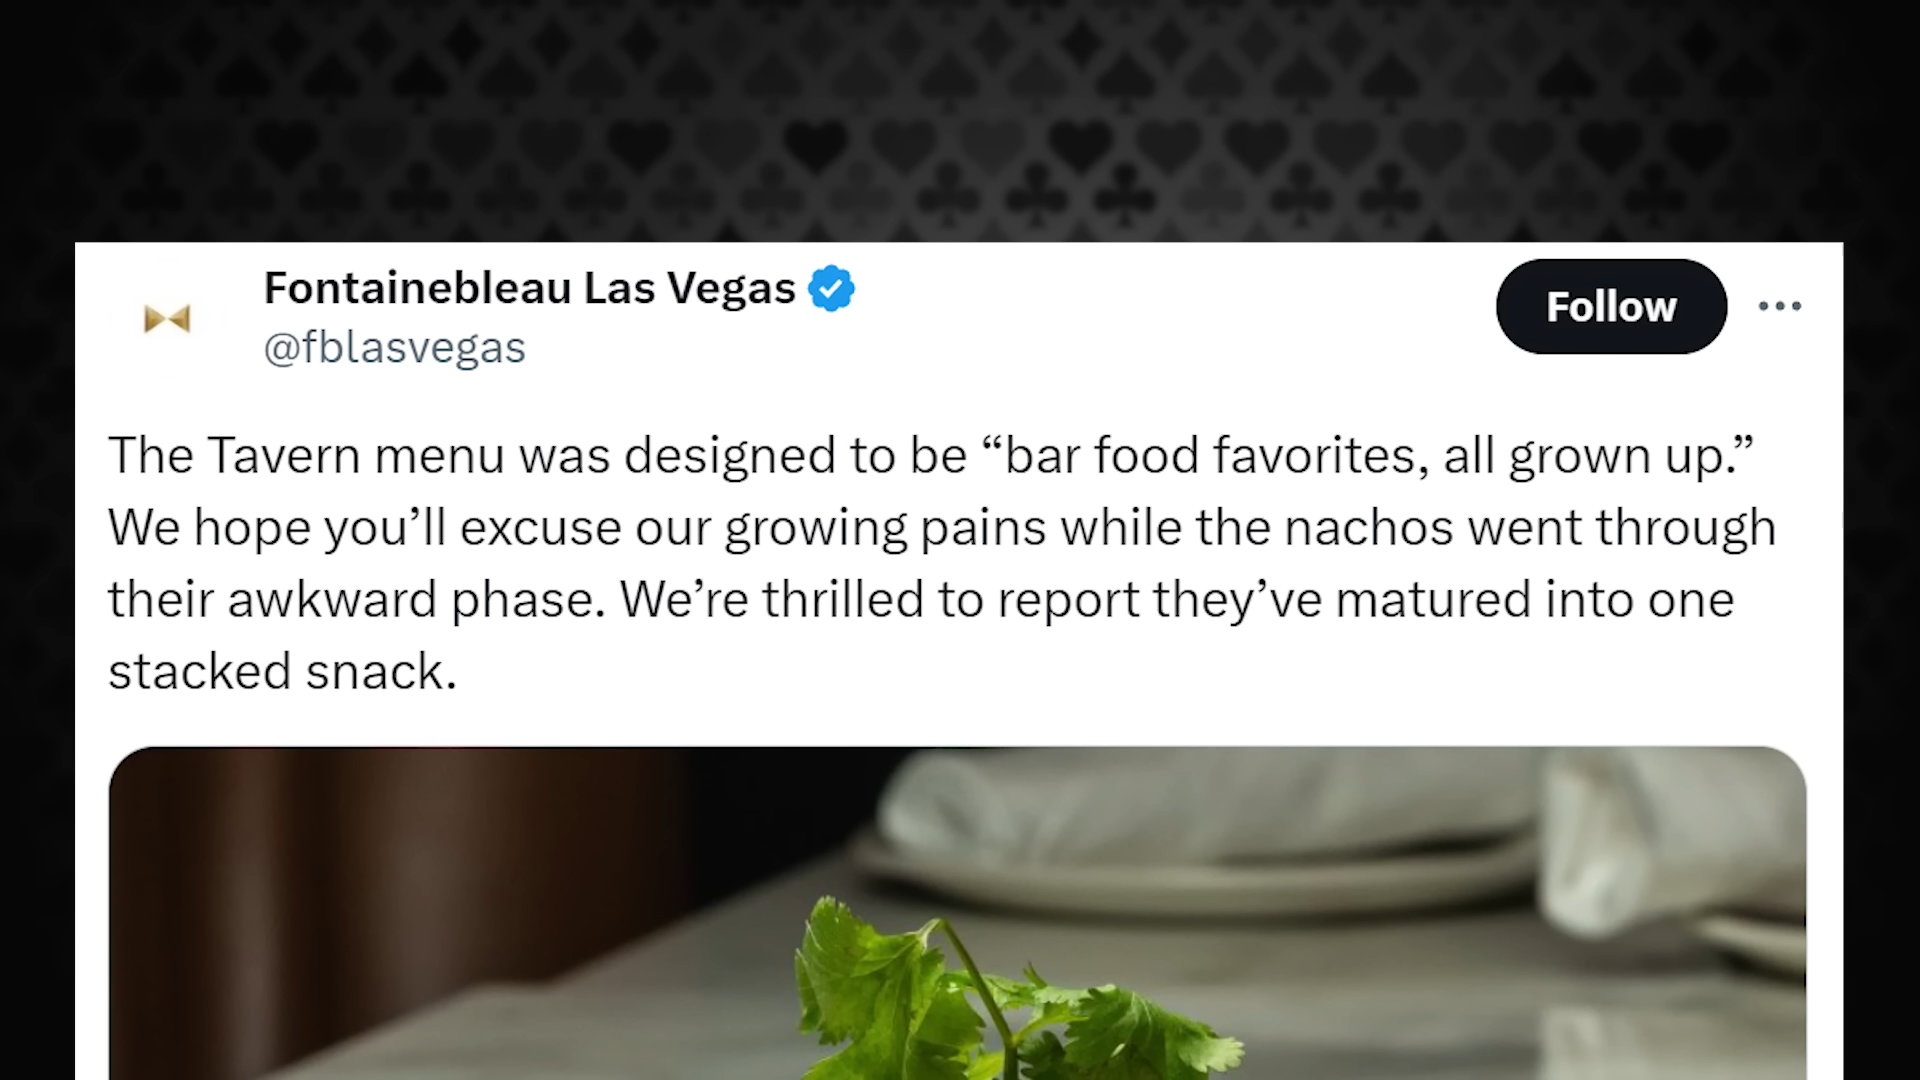 Fontainebleau Las Vegas
@fblasvegas
Follow
The Tavern menu was designed to be “bar food favorites, all grown up.”
We hope you’ll excuse our growing pains while the nachos went through
their awkward phase. We’re thrilled to report they’ve matured into one
stacked snack.